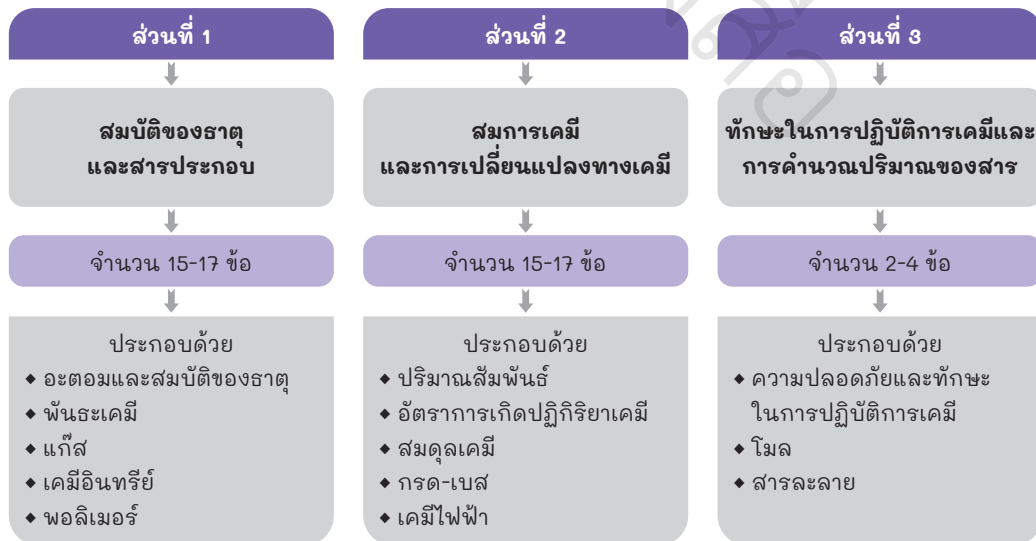 ส่วนที่ 1
สมบัติของธาตุ
และสารประกอบ
จำนวน 15-17 ข้อ
ประกอบด้วย
◆ อะตอมและสมบัติของธาตุ
◆ พันธะเคมี
◆ แก๊ส
◆ เคมีอินทรีย์
◆ พอลิเมอร์
ส่วนที่ 2
สมการเคมี
และการเปลี่ยนแปลงทางเคมี
จำนวน 15-17 ข้อ
ประกอบด้วย
◆ ปริมาณสัมพันธ์
◆ อัตราการเกิดปฏิกิริยาเคมี
◆ สมดุลเคมี
◆ กรด-เบส
◆ เคมีไฟฟ้า
ส่วนที่ 3
ทักษะในการปฏิบัติการเคมีและ
การคำนวณปริมาณของสาร
จำนวน 2-4 ข้อ
ประกอบด้วย
◆ ความปลอดภัยและทักษะ
ในการปฏิบัติการเคมี
◆ โมล
◆ สารละลาย